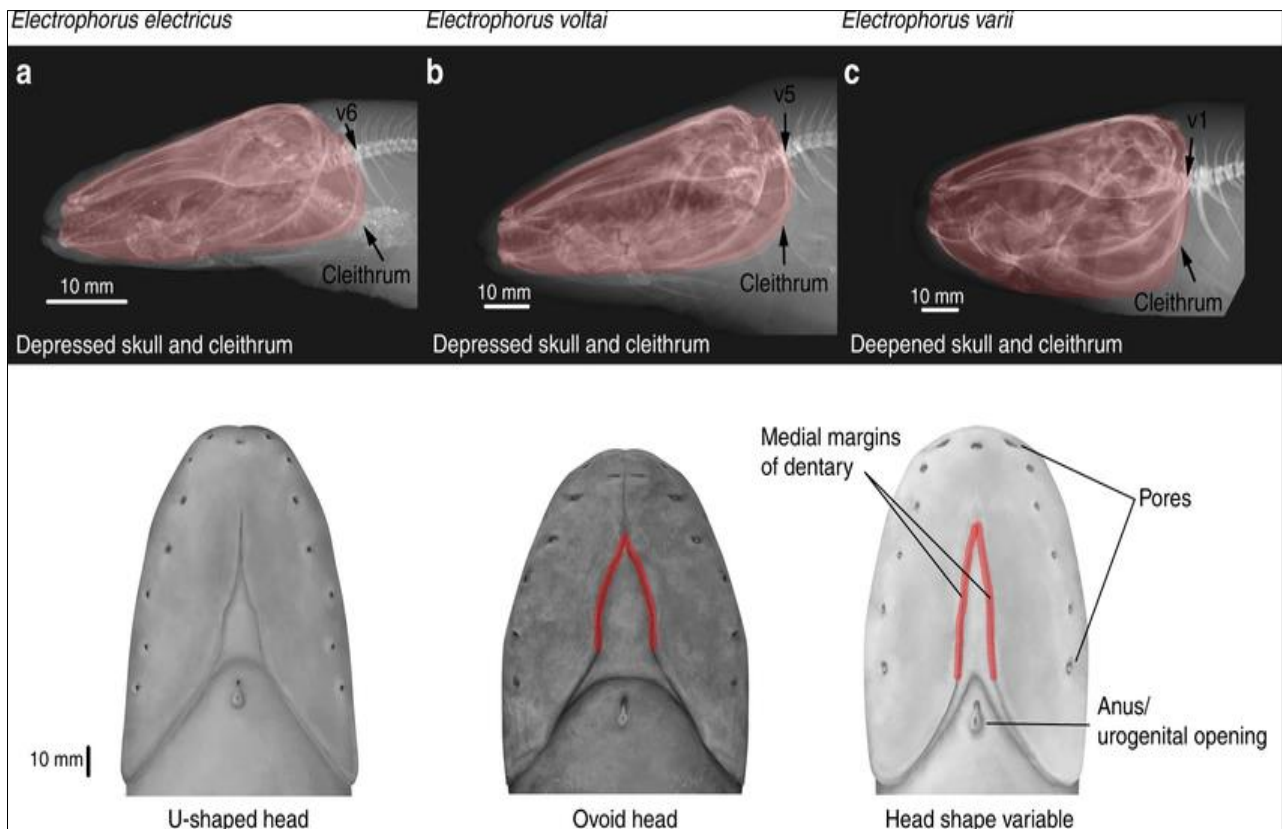 Electrophorus electricus
Electrophorus voltai
Electrophorus varii
a
b
c
v6
v5
v1
Cleithrum
Cleithrum
Cleithrum
10 mm
10 mm
10 mm
Depressed skull and cleithrum
Depressed skull and cleithrum
Deepened skull and cleithrum
Medial margins
of dentary
Pores
Anus/
urogenital opening
10 mm
U-shaped head
Ovoid head
Head shape variable